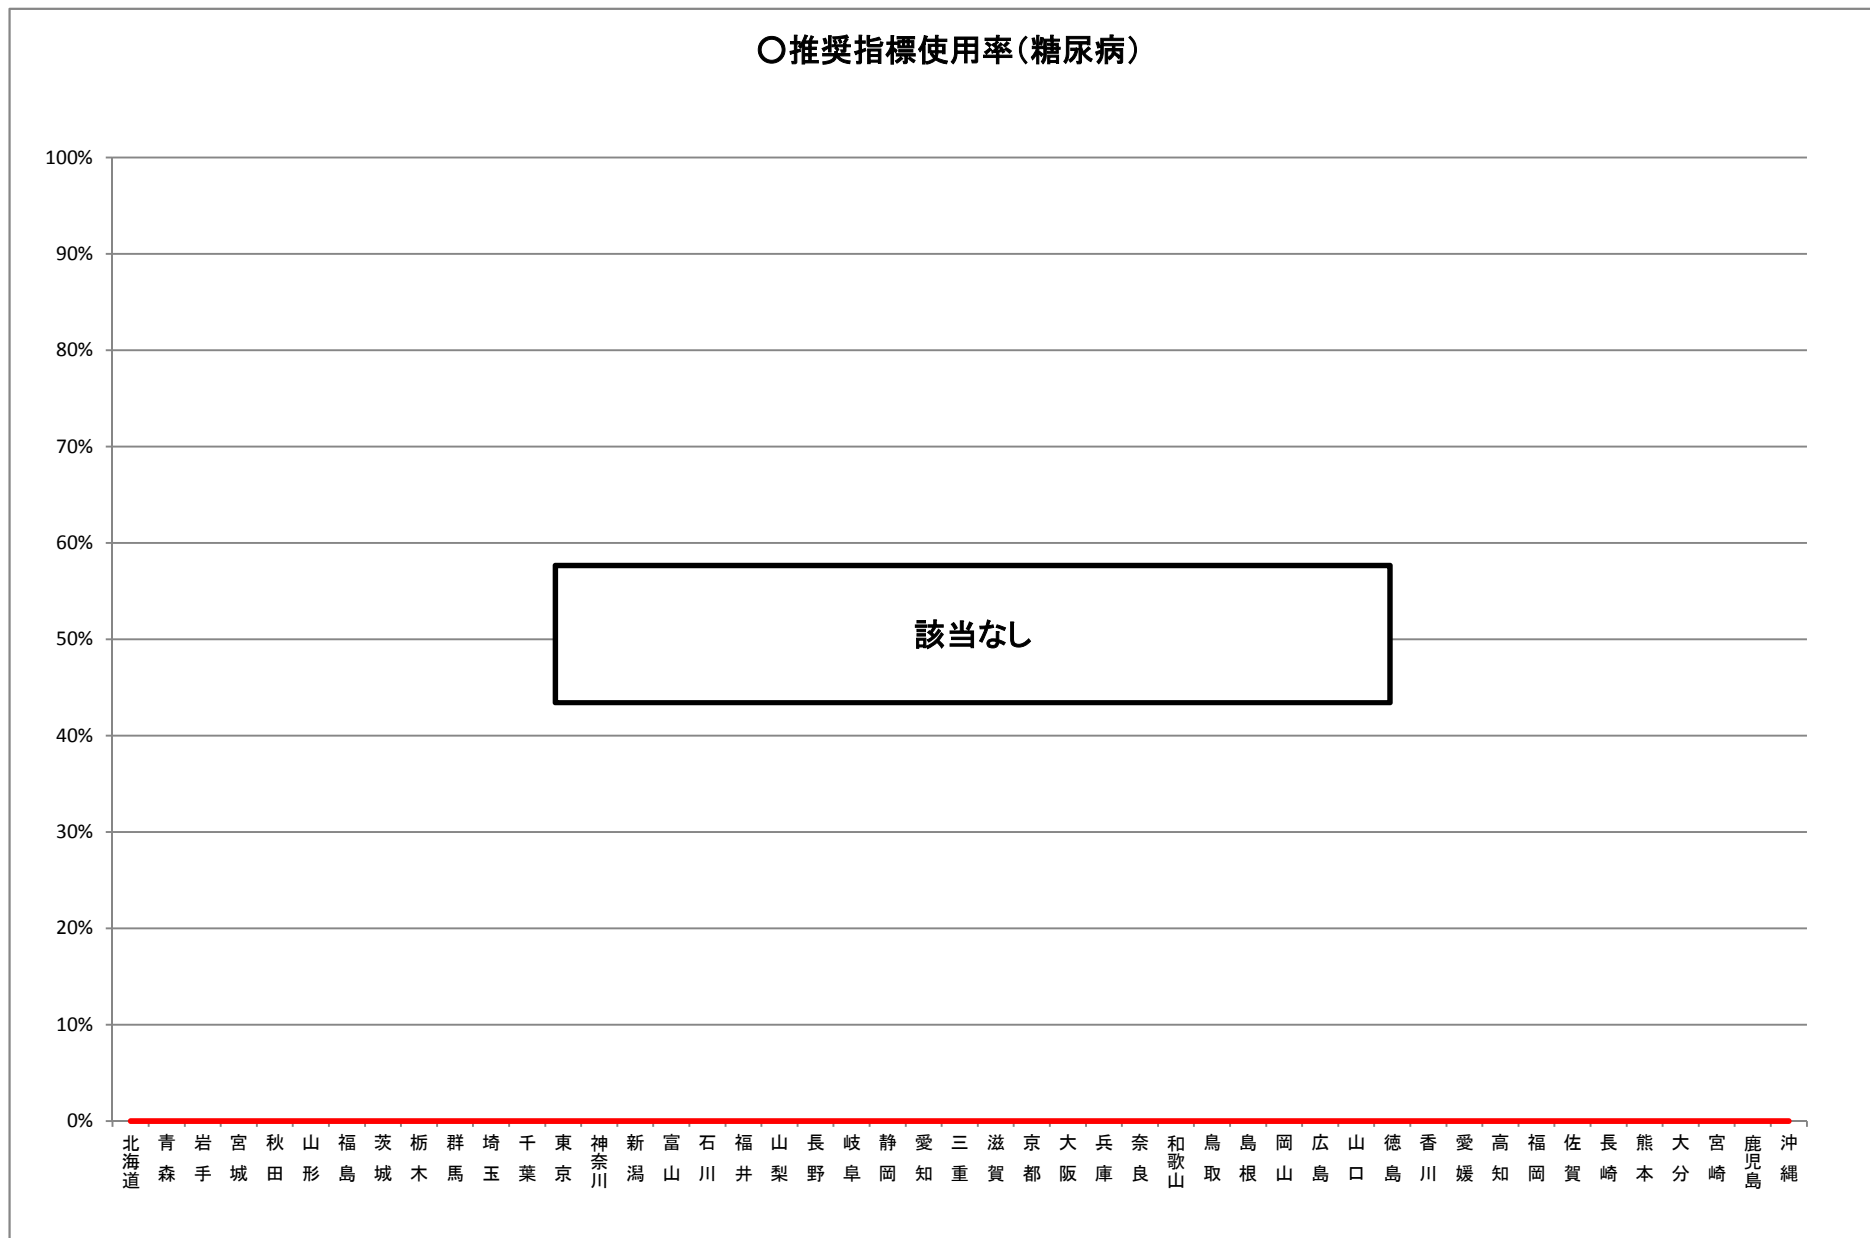 〇推奨指標使用率（糖尿病）
100%
90%
80%
70%
60%
50%
40%
30%
20%
10%
0%
該当なし
北海道
青森
岩手
宮城
秋田
山形
福島
茨城
栃木
群馬
埼玉
千葉
東京
神奈川
新潟
富山
石川
福井
山梨
長野
岐阜
静岡
愛知
三重
滋賀
京都
大阪
兵庫
奈良
和歌山
鳥取
島根
岡山
広島
山口
徳島
香川
愛媛
高知
福岡
佐賀
長崎
熊本
大分
宮崎
鹿児島
沖縄